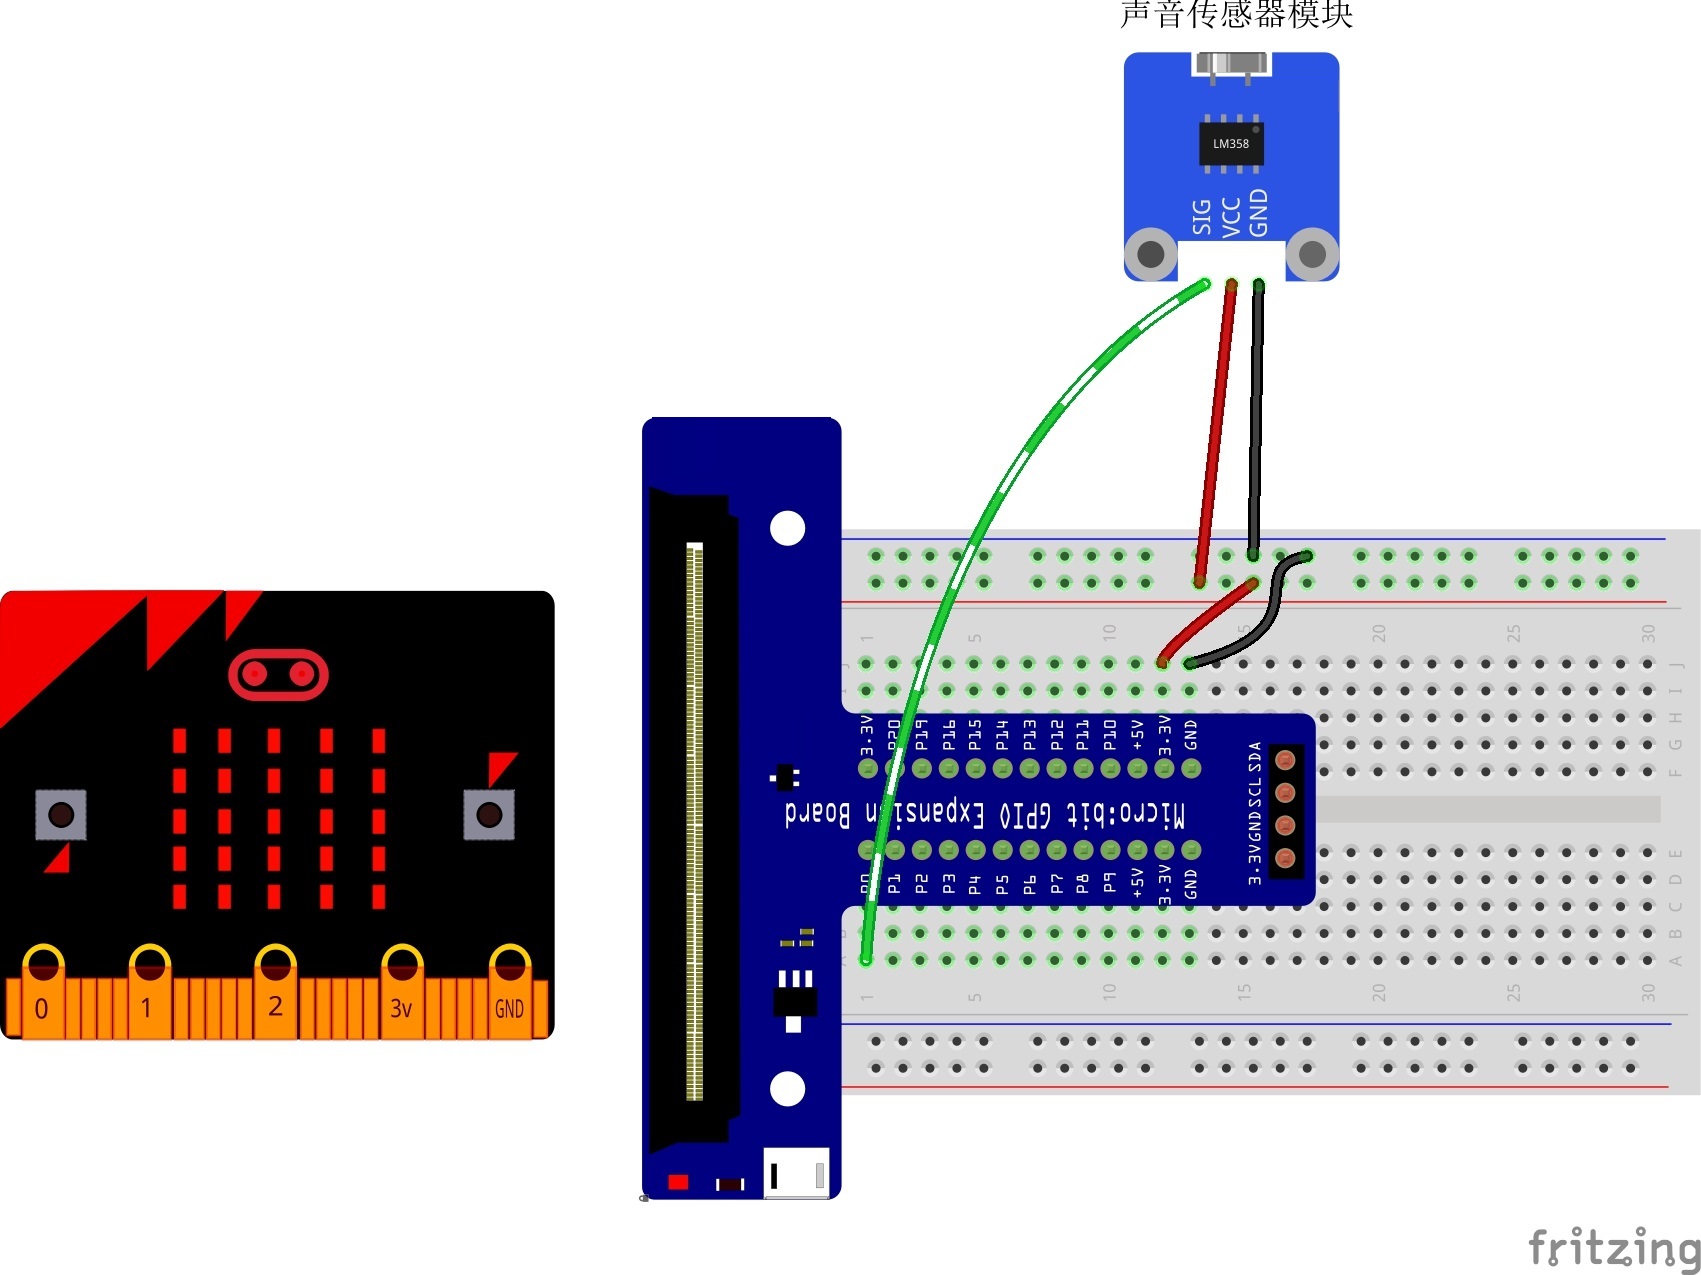 声音传感器模块
LM358
SIG
VCC
GND
1
5
10
15
20
25
30
J
I
H
G
F
3.3V
P20
P19
P16
P15
P14
P13
P12
P11
P10
+5V
3.3V
GND
SDA
SCL
GND
3.3V
Micro:bit GPIO Expansion Board
P0
P1
P2
P3
P4
P5
P6
P7
P8
P9
+5V
3.3V
GND
E
D
C
B
A
1
5
10
15
20
25
30
0
1
2
3v
GND
fritzing